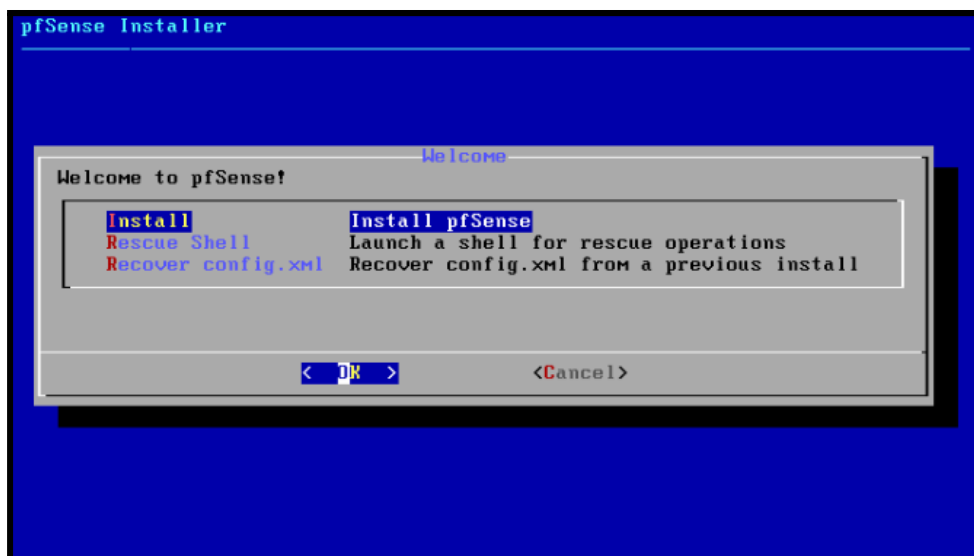 pfSense Installer
Welcome
Welcome to pfSense!
Install Install pfSense
Rescue Shell Launch a shell for rescue operations
Recover config.xml Recover config.xml from a previous install
< OK > <Cancel>